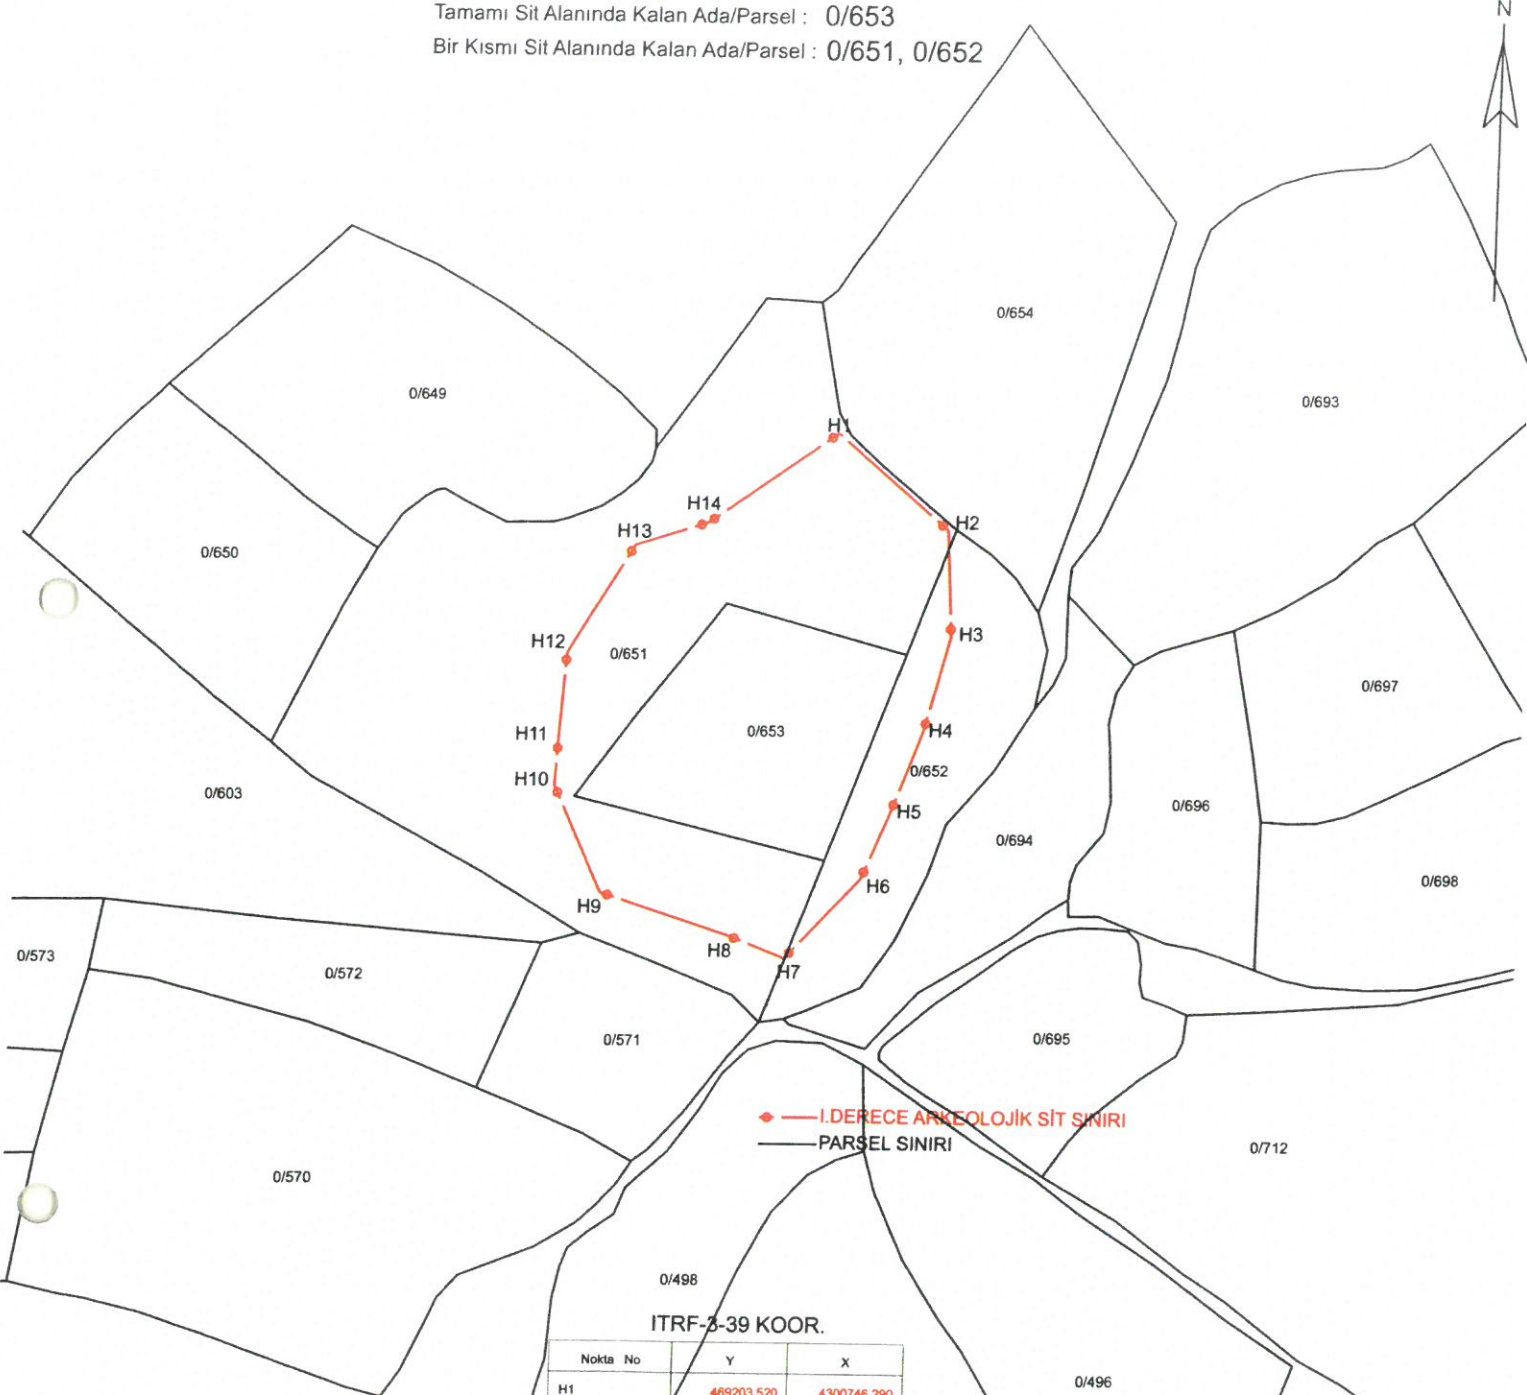 Tamamı Sit Alanında Kalan Ada/Parsel : 0/653
Bir Kısmı Sit Alanında Kalan Ada/Parsel : 0/651, 0/652
N
0/654
0/649
0/693
H1
H14
H2
H13
0/650
H3
H12
0/651
0/697
H11
0/653
H4
H10
0/652
0/603
H5
0/696
0/694
H6
0/698
H9
H8
0/573
0/572
H7
0/571
0/695
I.DERECE ARKEOLOJİK SİT SINIRI
PARSEL SINIRI
0/712
0/570
0/498
ITRF-3-39 KOOR.
Nokta No Y X
0/496
H1 469203.520 4300746.290